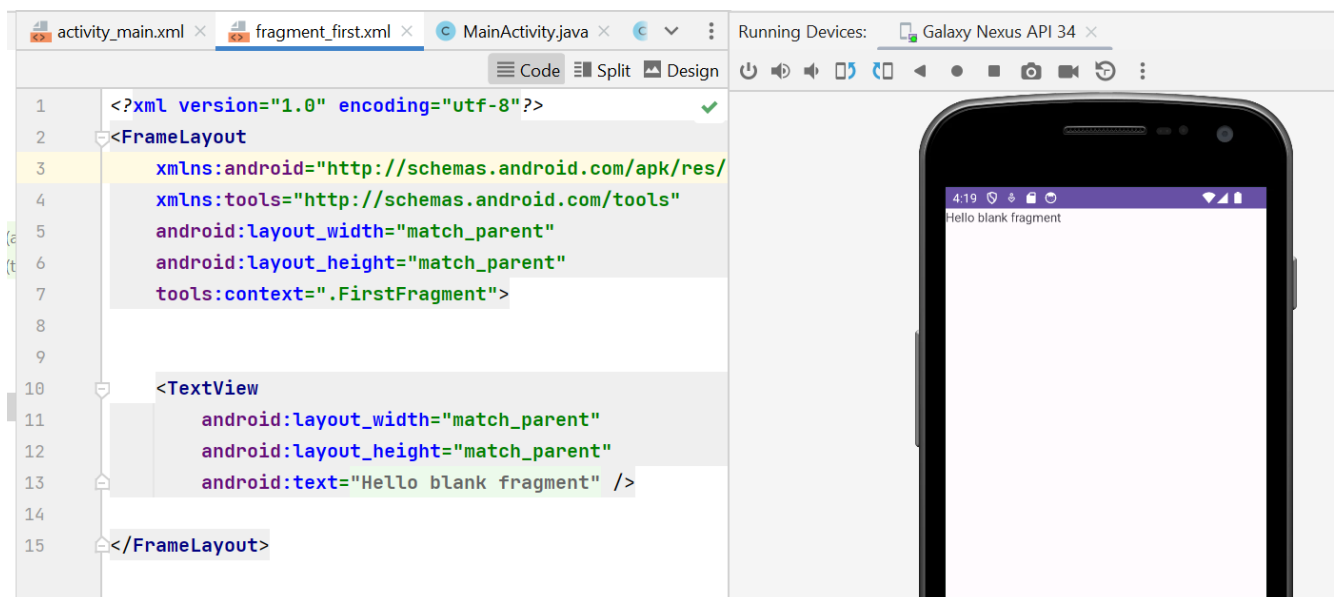 activity_main.xml fragment_first.xml MainActivity.java
Running Devices: Galaxy Nexus API 34
Code Split Design
1 <?xml version="1.0" encoding="utf-8"?>
2 <FrameLayout
3 xmlns:android="http://schemas.android.com/apk/res/
4 xmlns:tools="http://schemas.android.com/tools"
5 android:layout_width="match_parent"
6 android:layout_height="match_parent"
7 tools:context=".FirstFragment">
8
9
10 <TextView
11 android:layout_width="match_parent"
12 android:layout_height="match_parent"
13 android:text="Hello blank fragment" />
14
15 </FrameLayout>
(a
(t
4:19
Hello blank fragment